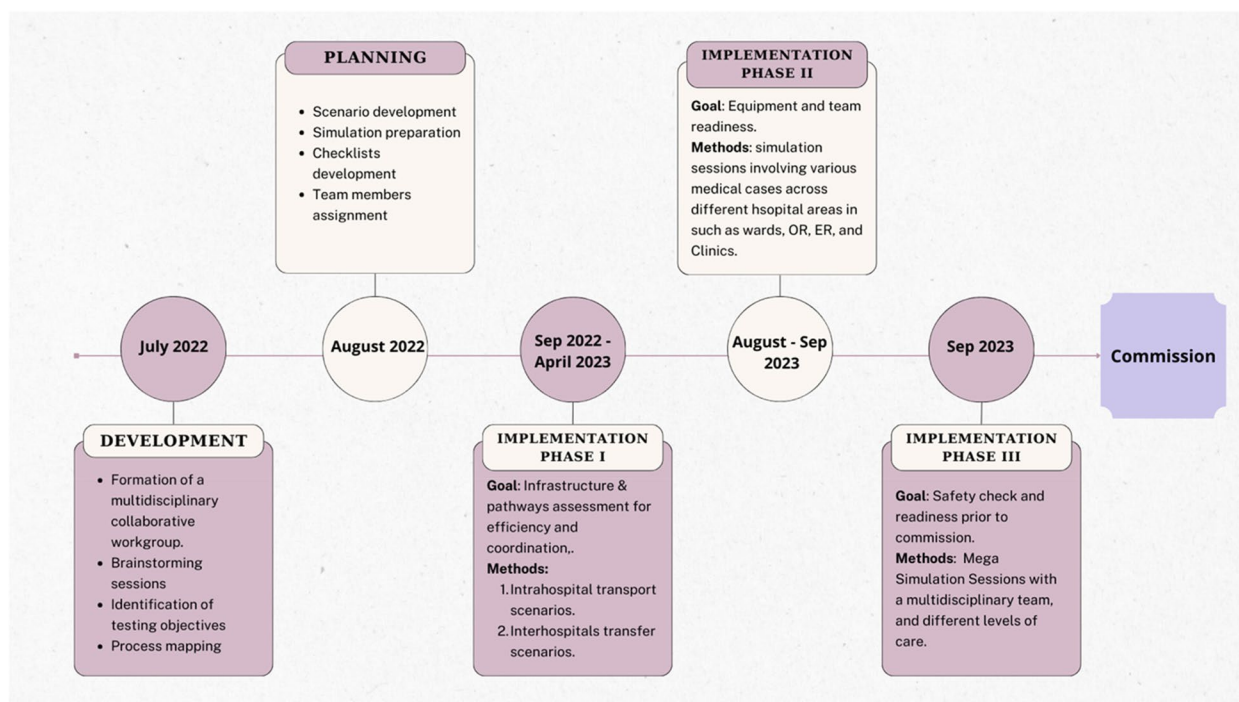 PLANNING
• Scenario development
• Simulation preparation
• Checklists
development
• Team members
assignment
IMPLEMENTATION
PHASE II
Goal: Equipment and team
readiness.
Methods: simulation
sessions involving various
medical cases across
different hsopital areas in
such as wards, OR, ER, and
Clinics.
July 2022
August 2022
Sep 2022 -
April 2023
August - Sep
2023
Sep 2023
Commission
DEVELOPMENT
• Formation of a
multidisciplinary
collaborative
workgroup.
• Brainstorming
sessions
• Identification of
testing objectives
• Process mapping
IMPLEMENTATION
PHASE I
Goal: Infrastructure &
pathways assessment for
efficiency and
coordination,.
Methods:
1. Intrahospital transport
scenarios.
2. Interhospitals transfer
scenarios.
IMPLEMENTATION
PHASE III
Goal: Safety check and
readiness prior to
commission.
Methods: Mega
Simulation Sessions with
a multidisciplinary team,
and different levels of
care.